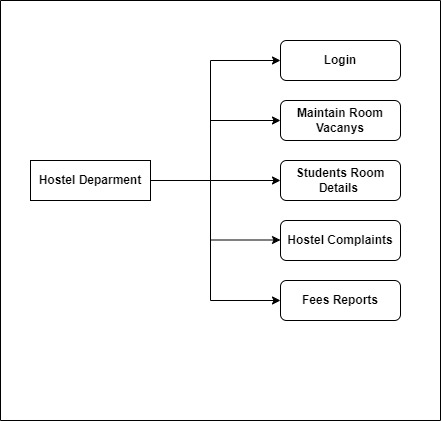 Login
Maintain Room
Vacanys
Hostel Deparment
Students Room
Details
Hostel Complaints
Fees Reports